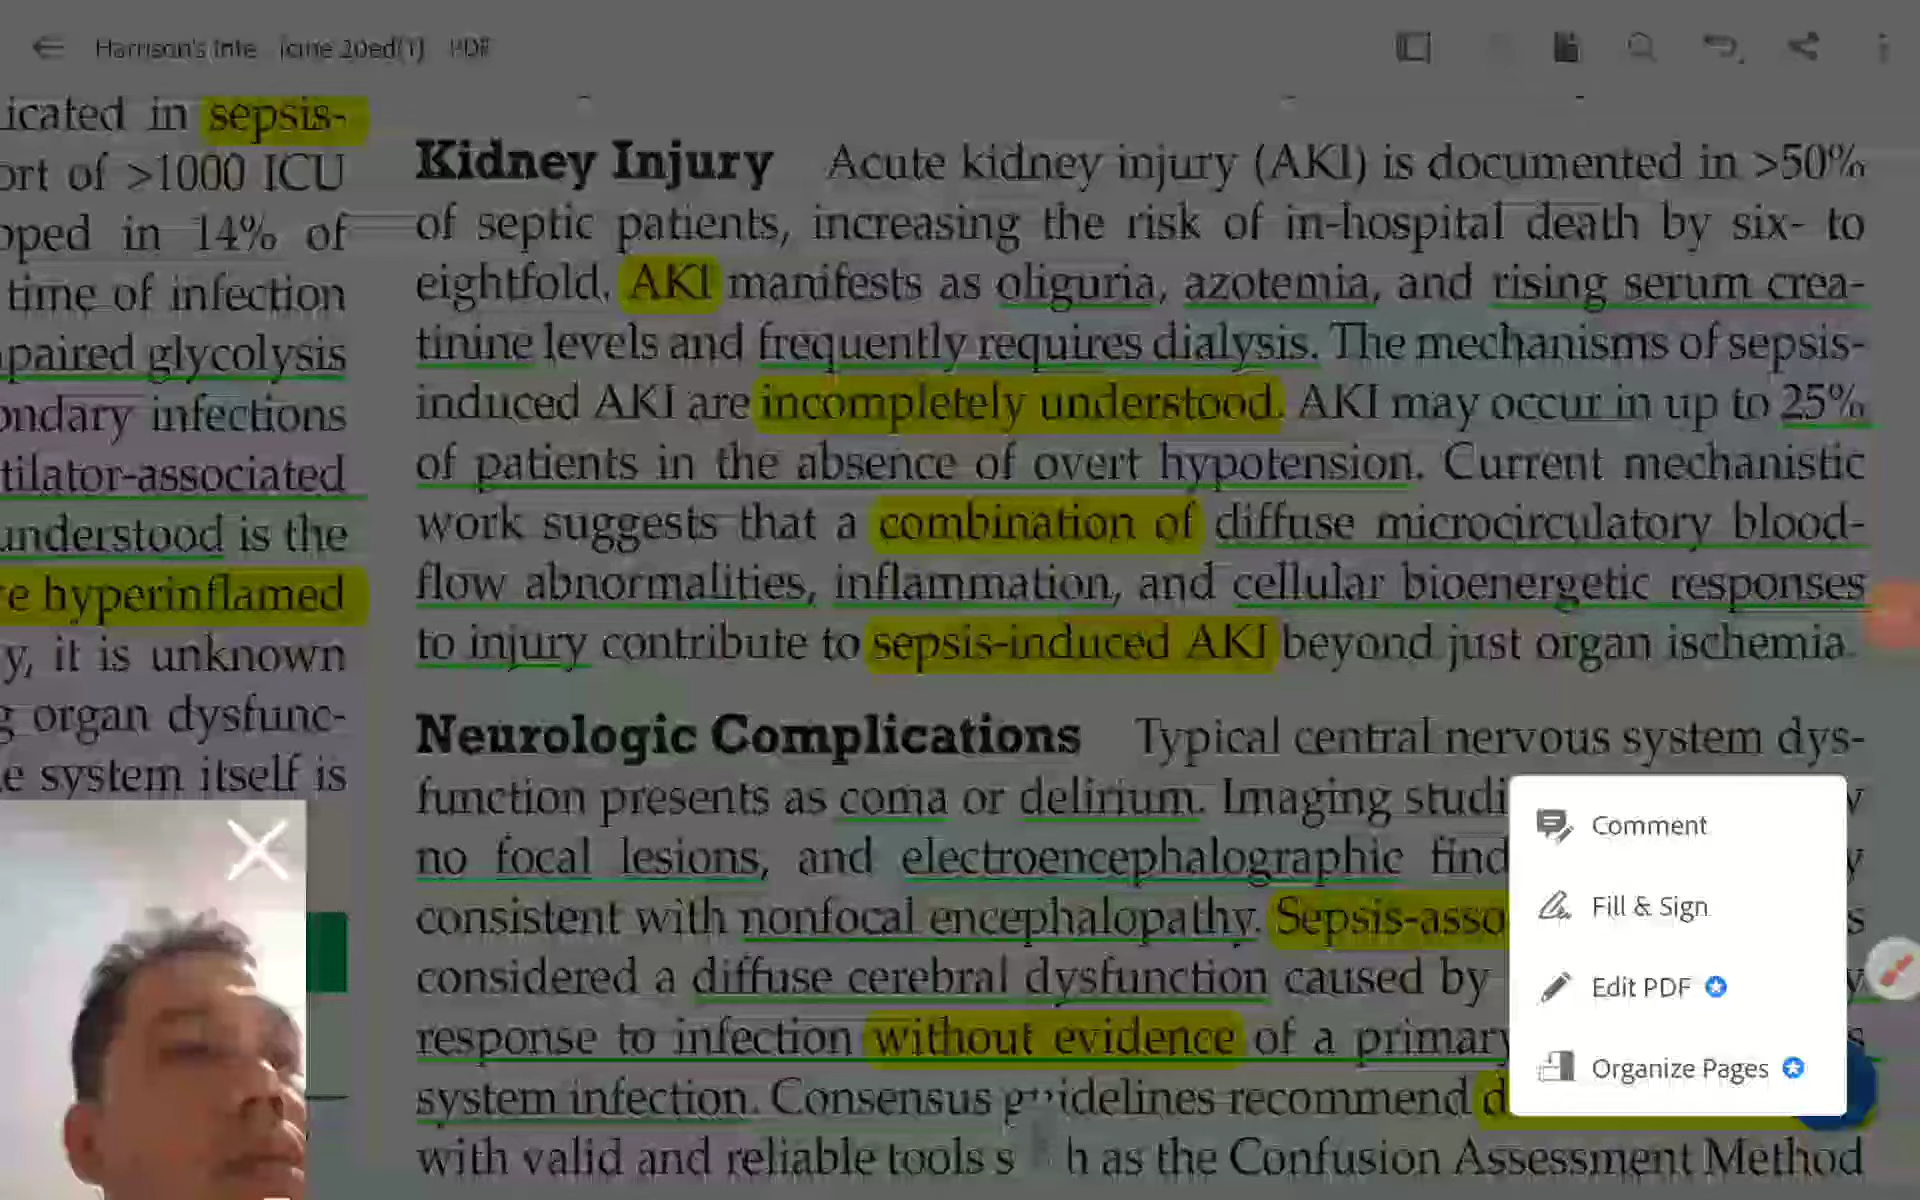 Harrison's Inte icine 20ed(1) PDF
icated in sepsis-
ort of >1000 ICU
pped in 14% of
time of infection
paired glycolysis
ondary infections
tilator-associated
understood is the
e hyperinflamed
y, it is unknown
g organ dysfunc-
e system itself is
Kidney Injury Acute kidney injury (AKI) is documented in >50%
of septic patients, increasing the risk of in-hospital death by six- to
eightfold. AKI manifests as oliguria, azotemia, and rising serum crea-
tinine levels and frequently requires dialysis. The mechanisms of sepsis-
induced AKI are incompletely understood. AKI may occur in up to 25%
of patients in the absence of overt hypotension. Current mechanistic
work suggests that a combination of diffuse microcirculatory blood-
flow abnormalities, inflammation, and cellular bioenergetic responses
to injury contribute to sepsis-induced AKI beyond just organ ischemia.
Neurologic Complications Typical central nervous system dys-
function presents as coma or delirium. Imaging studi
no focal lesions, and electroencephalographic find
consistent with nonfocal encephalopathy. Sepsis-asso
considered a diffuse cerebral dysfunction caused by
response to infection without evidence of a primary
system infection. Consensus guidelines recommend d
with valid and reliable tools s h as the Confusion Assessment Method
Comment
Fill & Sign
Edit PDF
Organize Pages